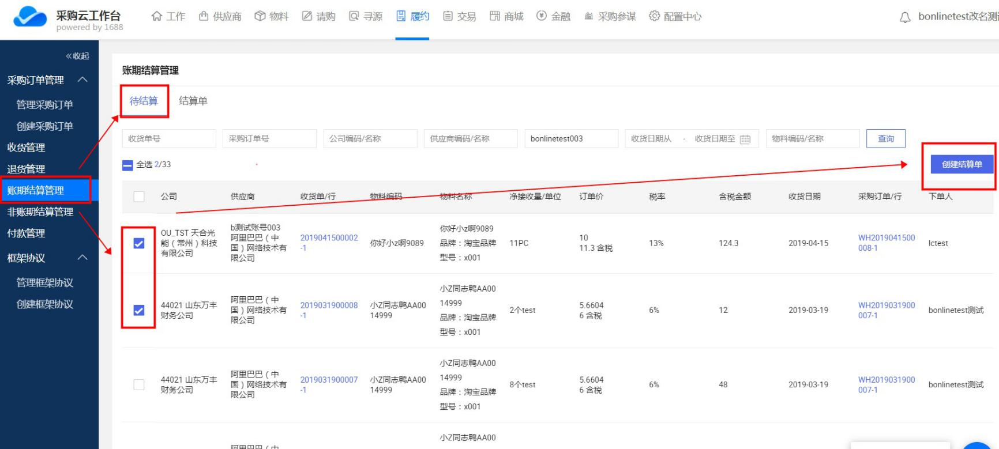 采购云工作台
powered by 1688
工作 供应商 物料 请购 寻源 履约 交易 商城 金融 采购参谋 配置中心
bonlinetest改名测
«收起
采购订单管理
管理采购订单
创建采购订单
收货管理
退货管理
账期结算管理
非账期结算管理
付款管理
框架协议
管理框架协议
创建框架协议
账期结算管理
待结算 结算单
收货单号 采购订单号 公司编码/名称 供应商编码/名称 bonlinetest003 收货日期从 - 收货日期至 物料编码/名称 查询
全选 2/33
创建结算单
公司 供应商 收货单/行 物料编码 物料名称 净接收量/单位 订单价 税率 含税金额 收货日期 采购订单/行 下单人
OU_TST 天合光
能（常州）科技
有限公司
b测试账号003
阿里巴巴（中
国）网络技术有
限公司
2019041500002
-1
你好小z啊9089
你好小z啊9089
品牌：淘宝品牌
型号：x001
11PC
10
11.3 含税
13%
124.3
2019-04-15
WH2019041500
008-1
lctest
44021 山东万丰
财务公司
阿里巴巴（中
国）网络技术有
限公司
2019031900008
-1
小Z同志鸭AA00
14999
小Z同志鸭AA00
14999
品牌：淘宝品牌
型号：x001
2个test
5.6604
6 含税
6%
12
2019-03-19
WH2019031900
007-1
bonlinetest测试
44021 山东万丰
财务公司
阿里巴巴（中
国）网络技术有
限公司
2019031900007
-1
小Z同志鸭AA00
14999
小Z同志鸭AA00
14999
品牌：淘宝品牌
型号：x001
8个test
5.6604
6 含税
6%
48
2019-03-19
WH2019031900
007-1
bonlinetest测试
阿里巴巴（中
小Z同志鸭AA00